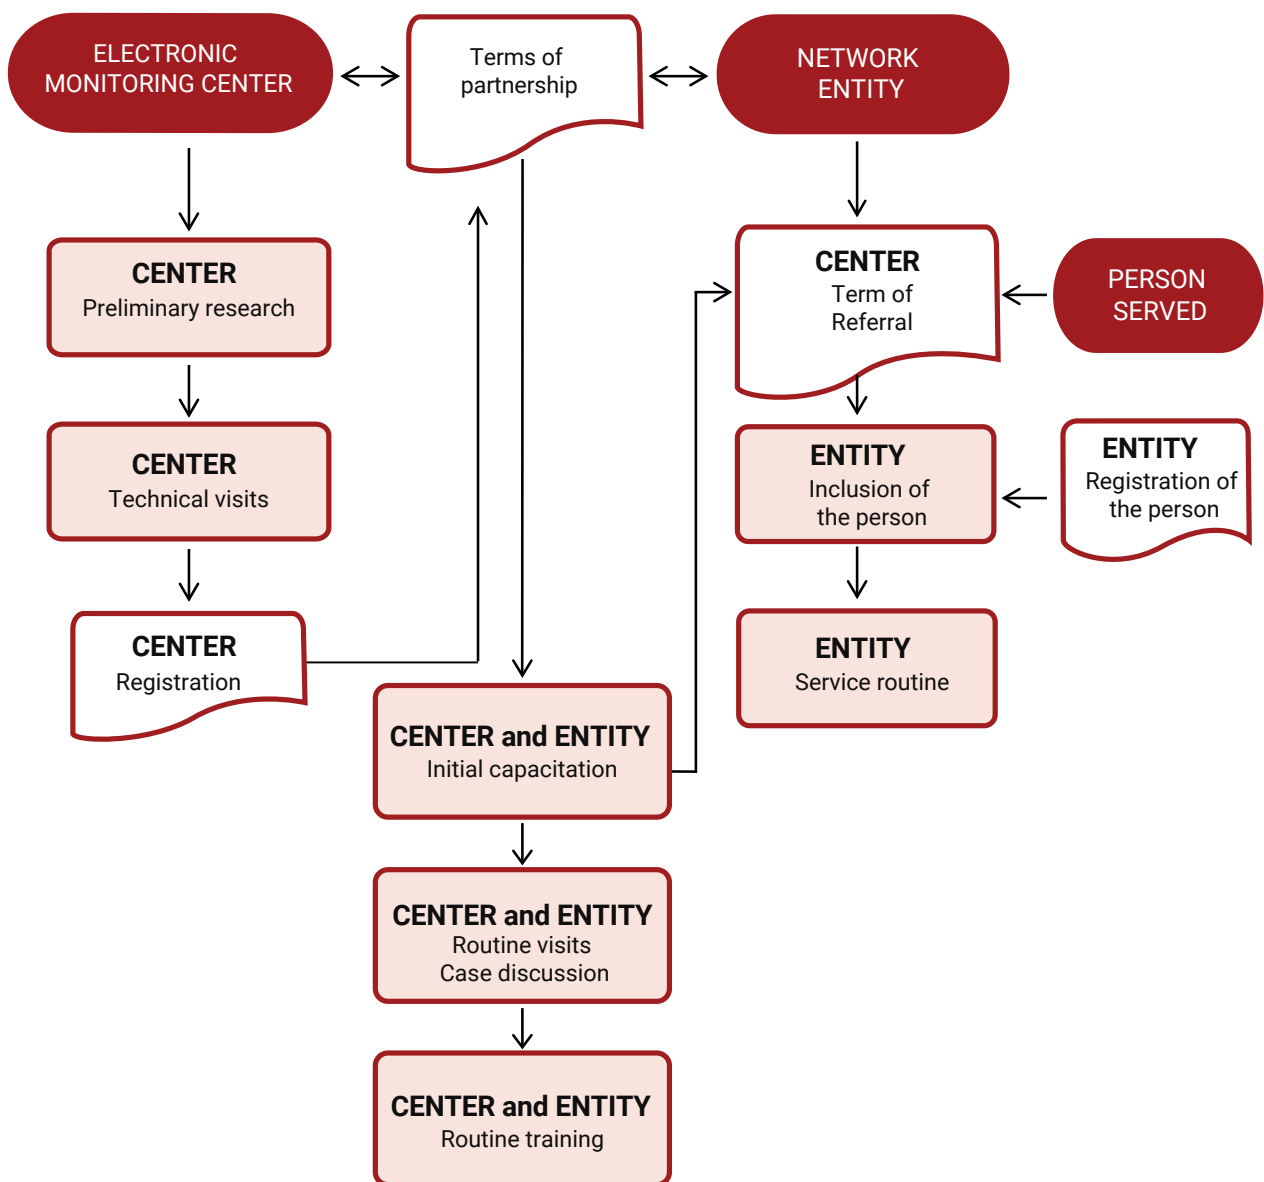 ELECTRONIC
MONITORING CENTER
Terms of
partnership
NETWORK
ENTITY
CENTER
Preliminary research
CENTER
Term of
Referral
PERSON
SERVED
CENTER
Technical visits
ENTITY
Inclusion of
the person
ENTITY
Registration of
the person
CENTER
Registration
ENTITY
Service routine
CENTER and ENTITY
Initial capacitation
CENTER and ENTITY
Routine visits
Case discussion
CENTER and ENTITY
Routine training